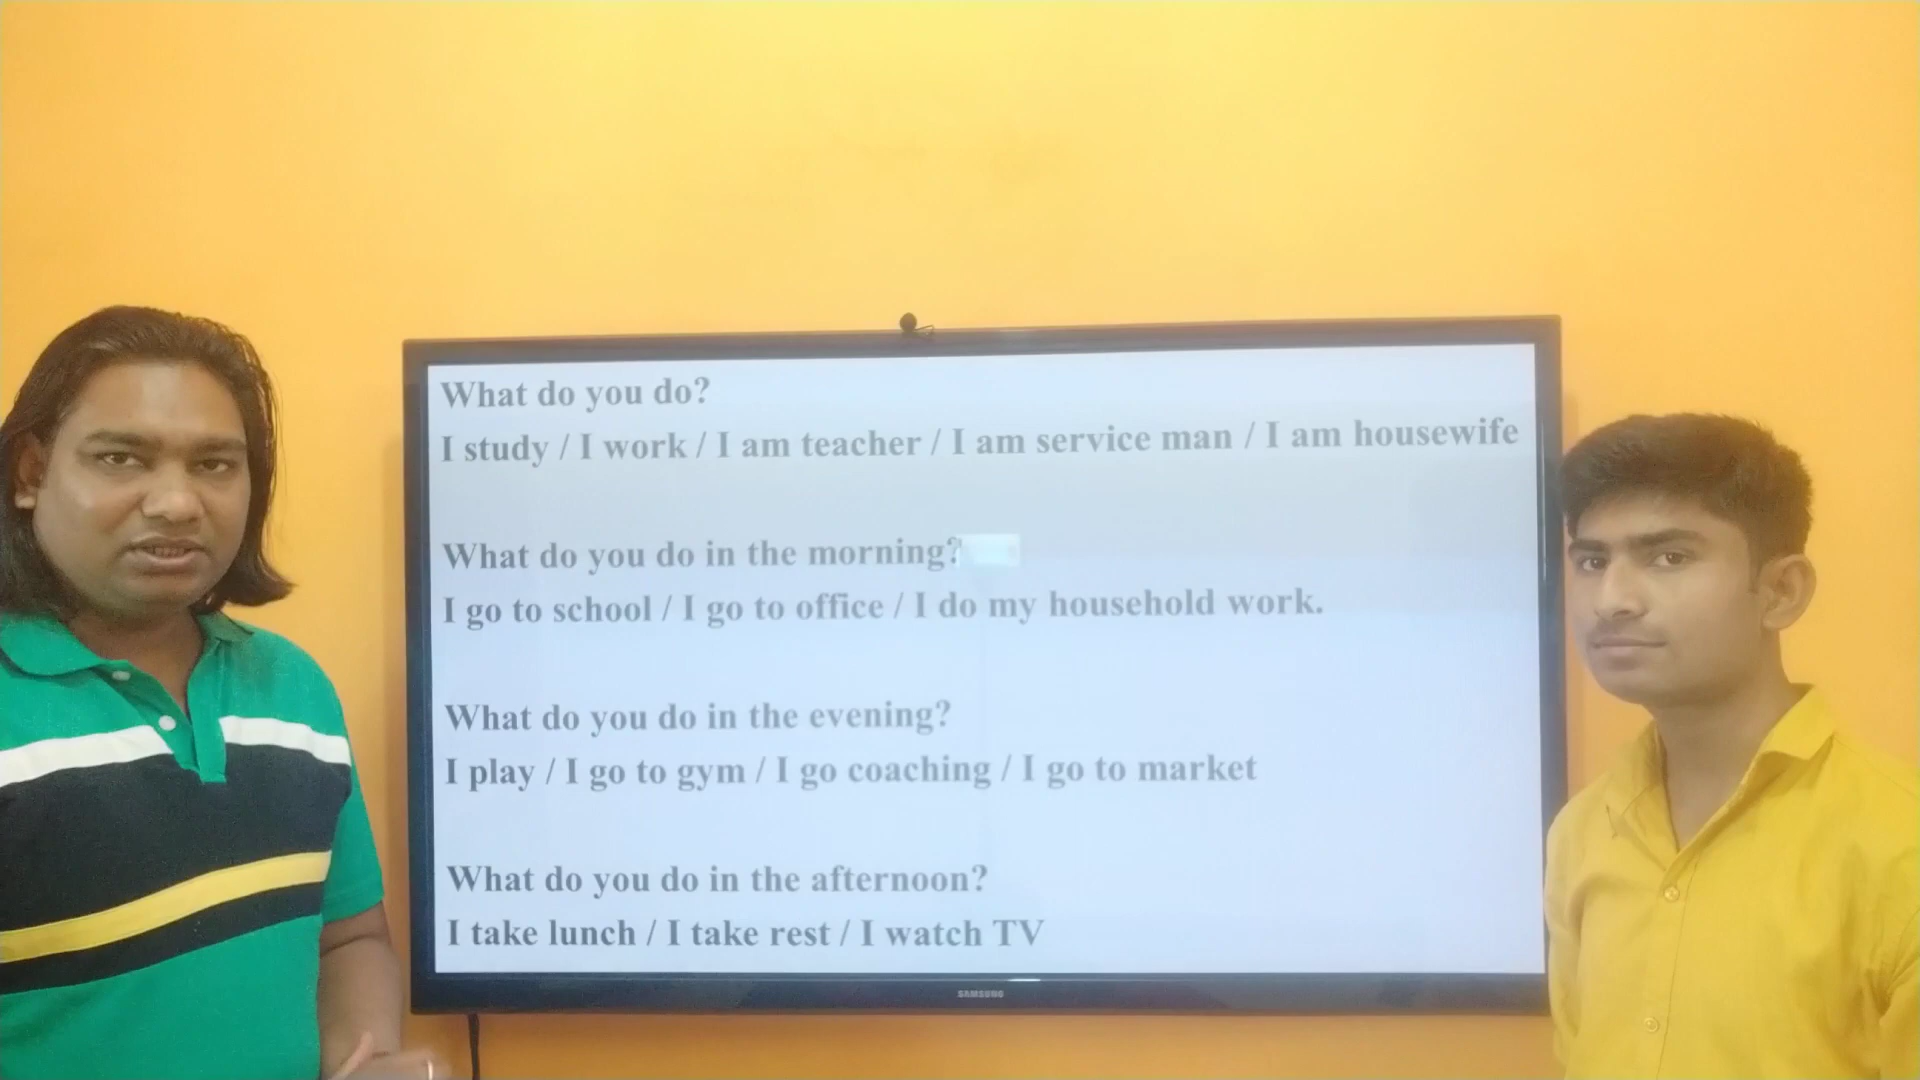 What do you do?
I study / I work / I am teacher / I am service man / I am housewife
What do you do in the morning?
I go to school / I go to office / I do my household work.
What do you do in the evening?
I play / I go to gym / I go coaching / I go to market
What do you do in the afternoon?
I take lunch / I take rest / I watch TV
SAMSUNG